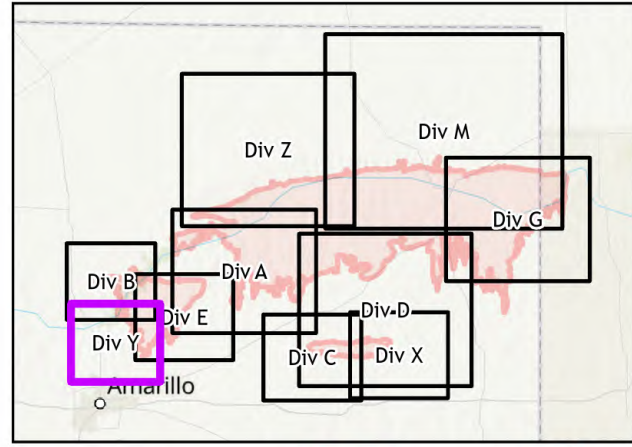 Div M
Div Z
Div G
Div A
Div B
Div D
Div E
Div Y
Div C
Div X
Amarillo